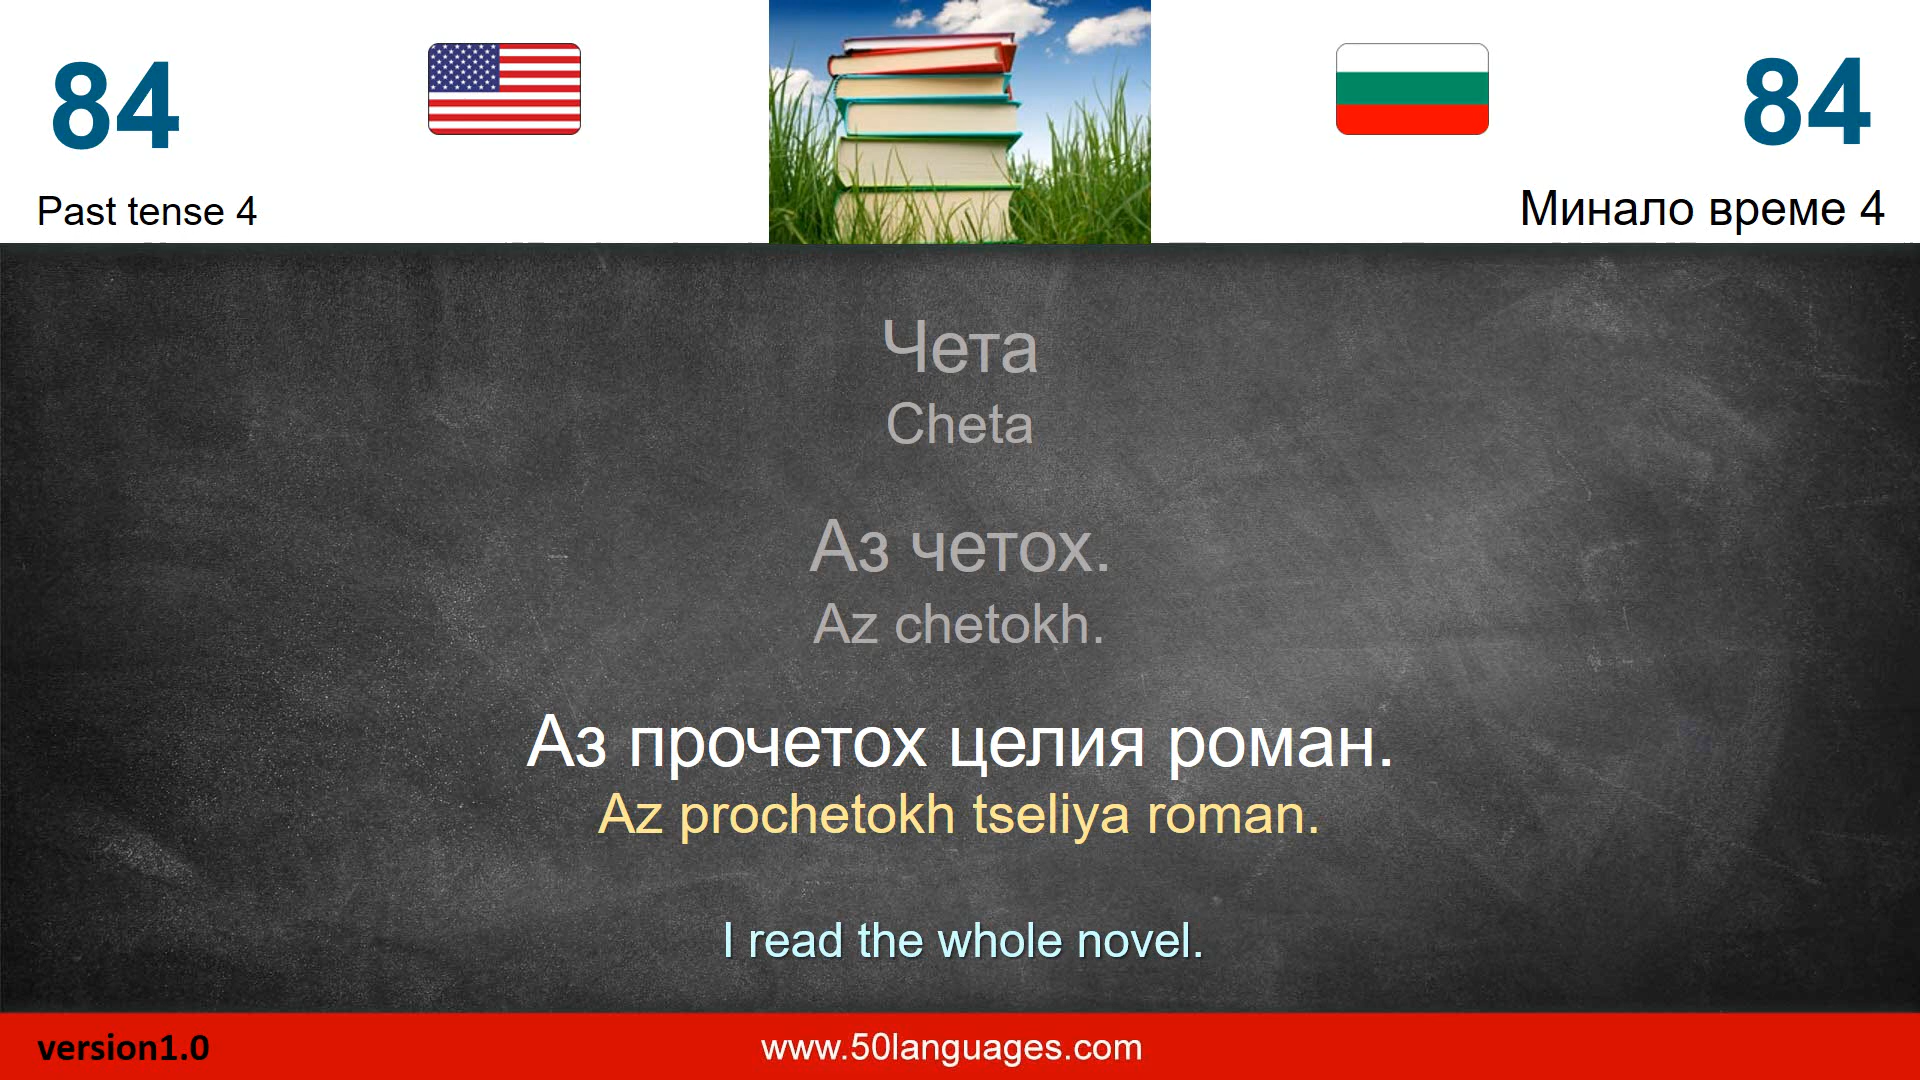 84
84
Past tense 4
Минало време 4
Чета
Cheta
Аз четох.
Az chetokh.
Аз прочетох целия роман.
Az prochetokh tseliya roman.
I read the whole novel.
version1.0
www.50languages.com